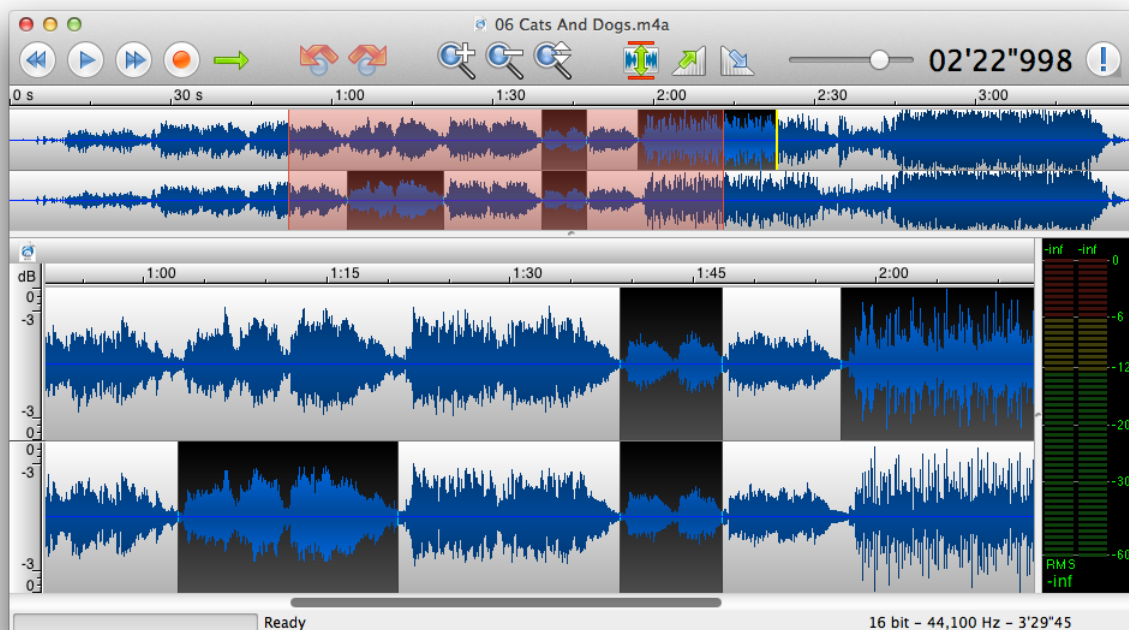 06 Cats And Dogs.m4a
02'22"998
0 s 30 s 1:00 1:30 2:00 2:30 3:00
dB 1:00 1:15 1:30 1:45 2:00
0
-3
-3
0
0
-3
-3
0
-inf -inf
0
-6
-12
-20
-30
-60
RMS
-inf
Ready 16 bit – 44,100 Hz – 3'29"45